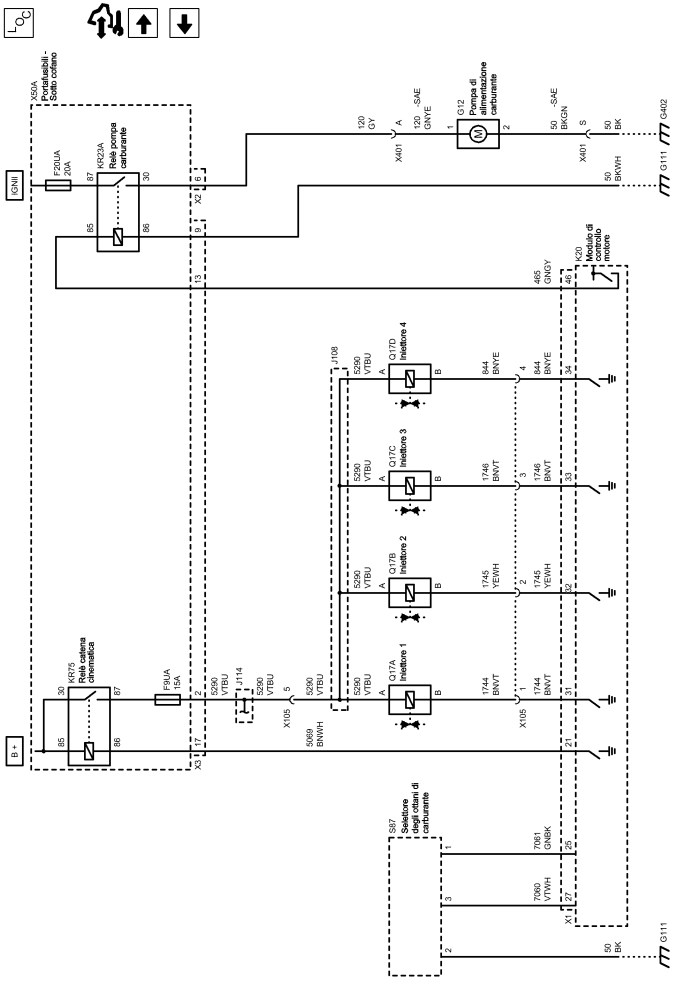 LOC
X50A
Portafusibili -
Sotto cofano
IGNII
F20UA
20A
KR23A
Relè pompa
carburante
87
30
85
86
6
X2
9
13
120
GY
A
X401
120 -SAE
GNYE
1
G12
Pompa di
alimentazione
carburante
M
2
50 -SAE
BKGN
S
X401
50
BK
G402
50
BKWH
G111
465
GNGY
46
K20
Modulo di
controllo
motore
J108
5290
VTBU
A
Q17D
Iniettore 4
B
844
BNYE
4
844
BNYE
34
5290
VTBU
A
Q17C
Iniettore 3
B
1746
BNVT
3
1746
BNVT
33
5290
VTBU
A
Q17B
Iniettore 2
B
1745
YEWH
2
1745
YEWH
32
B +
KR75
Relè catena
cinematica
30
87
85
86
F9UA
15A
2
X3
17
5290
VTBU
J114
5290
VTBU
5
X105
5290
VTBU
5290
VTBU
A
Q17A
Iniettore 1
B
1744
BNVT
1
X105
1744
BNVT
31
5069
BNWH
21
S87
Selettore
degli ottani di
carburante
1
7061
GNBK
25
3
7060
VTWH
27
X1
2
50
BK
G111